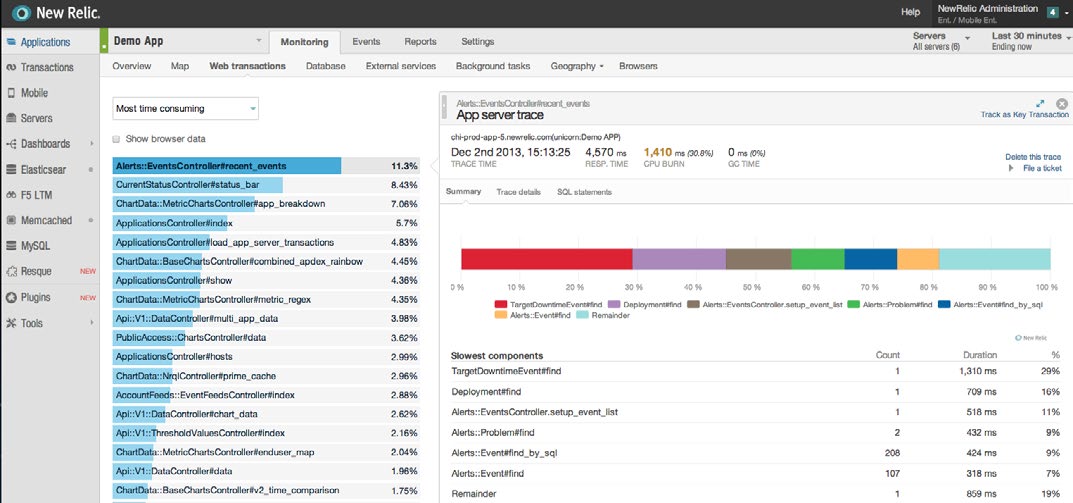 New Relic.
Help
NewRelic Administration
Ent. / Mobile Ent.
4
Applications
Transactions
Mobile
Servers
Dashboards
Elasticsear
F5 LTM
Memcached
MySQL
Resque NEW
Plugins NEW
Tools
Demo App
Monitoring Events Reports Settings
Servers
All servers (6)
Last 30 minutes
Ending now
Overview Map Web transactions Database External services Background tasks Geography Browsers
Most time consuming
Show browser data
Alerts::EventsController#recent_events 11.3%
CurrentStatusController#status_bar 8.43%
ChartData::MetricChartsController#app_breakdown 7.06%
ApplicationsController#index 5.7%
ApplicationsController#load_app_server_transactions 4.83%
ChartData::BaseChartsController#combined_apdex_rainbow 4.45%
ApplicationsController#show 4.36%
ChartData::MetricChartsController#metric_regex 4.35%
Api::V1::DataController#multi_app_data 3.98%
PublicAccess::ChartsController#data 3.62%
ApplicationsController#hosts 2.99%
ChartData::NrqlController#prime_cache 2.96%
AccountFeeds::EventFeedsController#index 2.88%
Api::V1::DataController#chart_data 2.62%
Api::V1::ThresholdValuesController#index 2.16%
ChartData::MetricChartsController#enduser_map 2.04%
Api::V1::DataController#data 1.96%
ChartData::BaseChartsController#v2_time_comparison 1.75%
Alerts::EventsController#recent_events
App server trace
Track as Key Transaction
chi-prod-app-5.newrelic.com(unicorn:Demo APP)
Dec 2nd 2013, 15:13:25 4,570 ms 1,410 ms (30.8%) 0 ms (0%)
TRACE TIME RESP. TIME CPU BURN GC TIME
Delete this trace
File a ticket
Summary Trace details SQL statements
0 % 10 % 20 % 30 % 40 % 50 % 60 % 70 % 80 % 90 % 100 %
TargetDowntimeEvent#find Deployment#find Alerts::EventsController.setup_event_list Alerts::Problem#find Alerts::Event#find_by_sql
Alerts::Event#find Remainder
New Relic
Slowest components Count Duration %
TargetDowntimeEvent#find 1 1,310 ms 29%
Deployment#find 1 709 ms 16%
Alerts::EventsController.setup_event_list 1 518 ms 11%
Alerts::Problem#find 2 432 ms 9%
Alerts::Event#find_by_sql 208 424 ms 9%
Alerts::Event#find 107 318 ms 7%
Remainder 1 859 ms 19%